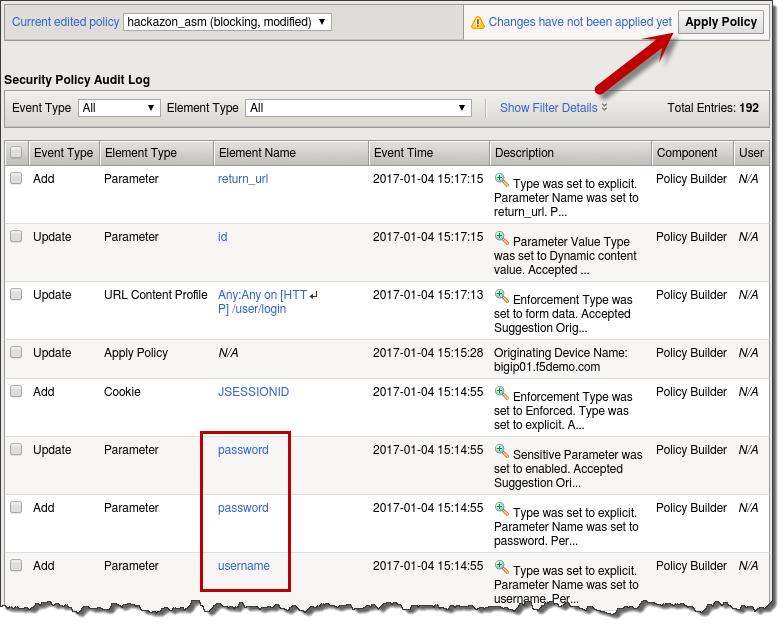 Current edited policy hackazon_asm (blocking, modified) Changes have not been applied yet Apply Policy
Security Policy Audit Log
Event Type All Element Type All Show Filter Details Total Entries: 192
Event Type Element Type Element Name Event Time Description Component User
Add Parameter return_url 2017-01-04 15:17:15 Type was set to explicit. Policy Builder N/A
Parameter Name was set to
return_url. P...
Update Parameter id 2017-01-04 15:17:15 Parameter Value Type Policy Builder N/A
was set to Dynamic content
value. Accepted ...
Update URL Content Profile Any:Any on [HTT 2017-01-04 15:17:13 Enforcement Type was Policy Builder N/A
P] /user/login set to form data. Accepted
Suggestion Orig...
Update Apply Policy N/A 2017-01-04 15:15:28 Originating Device Name: Policy Builder N/A
bigip01.f5demo.com
Add Cookie JSESSIONID 2017-01-04 15:14:55 Enforcement Type was Policy Builder N/A
set to Enforced. Type was
set to explicit. A...
Update Parameter password 2017-01-04 15:14:55 Sensitive Parameter was Policy Builder N/A
set to enabled. Accepted
Suggestion Ori...
Add Parameter password 2017-01-04 15:14:55 Type was set to explicit. Policy Builder N/A
Parameter Name was set to
password. Per...
Add Parameter username 2017-01-04 15:14:55 Type was set to explicit. Policy Builder N/A
Parameter Name was set to
username. Per...